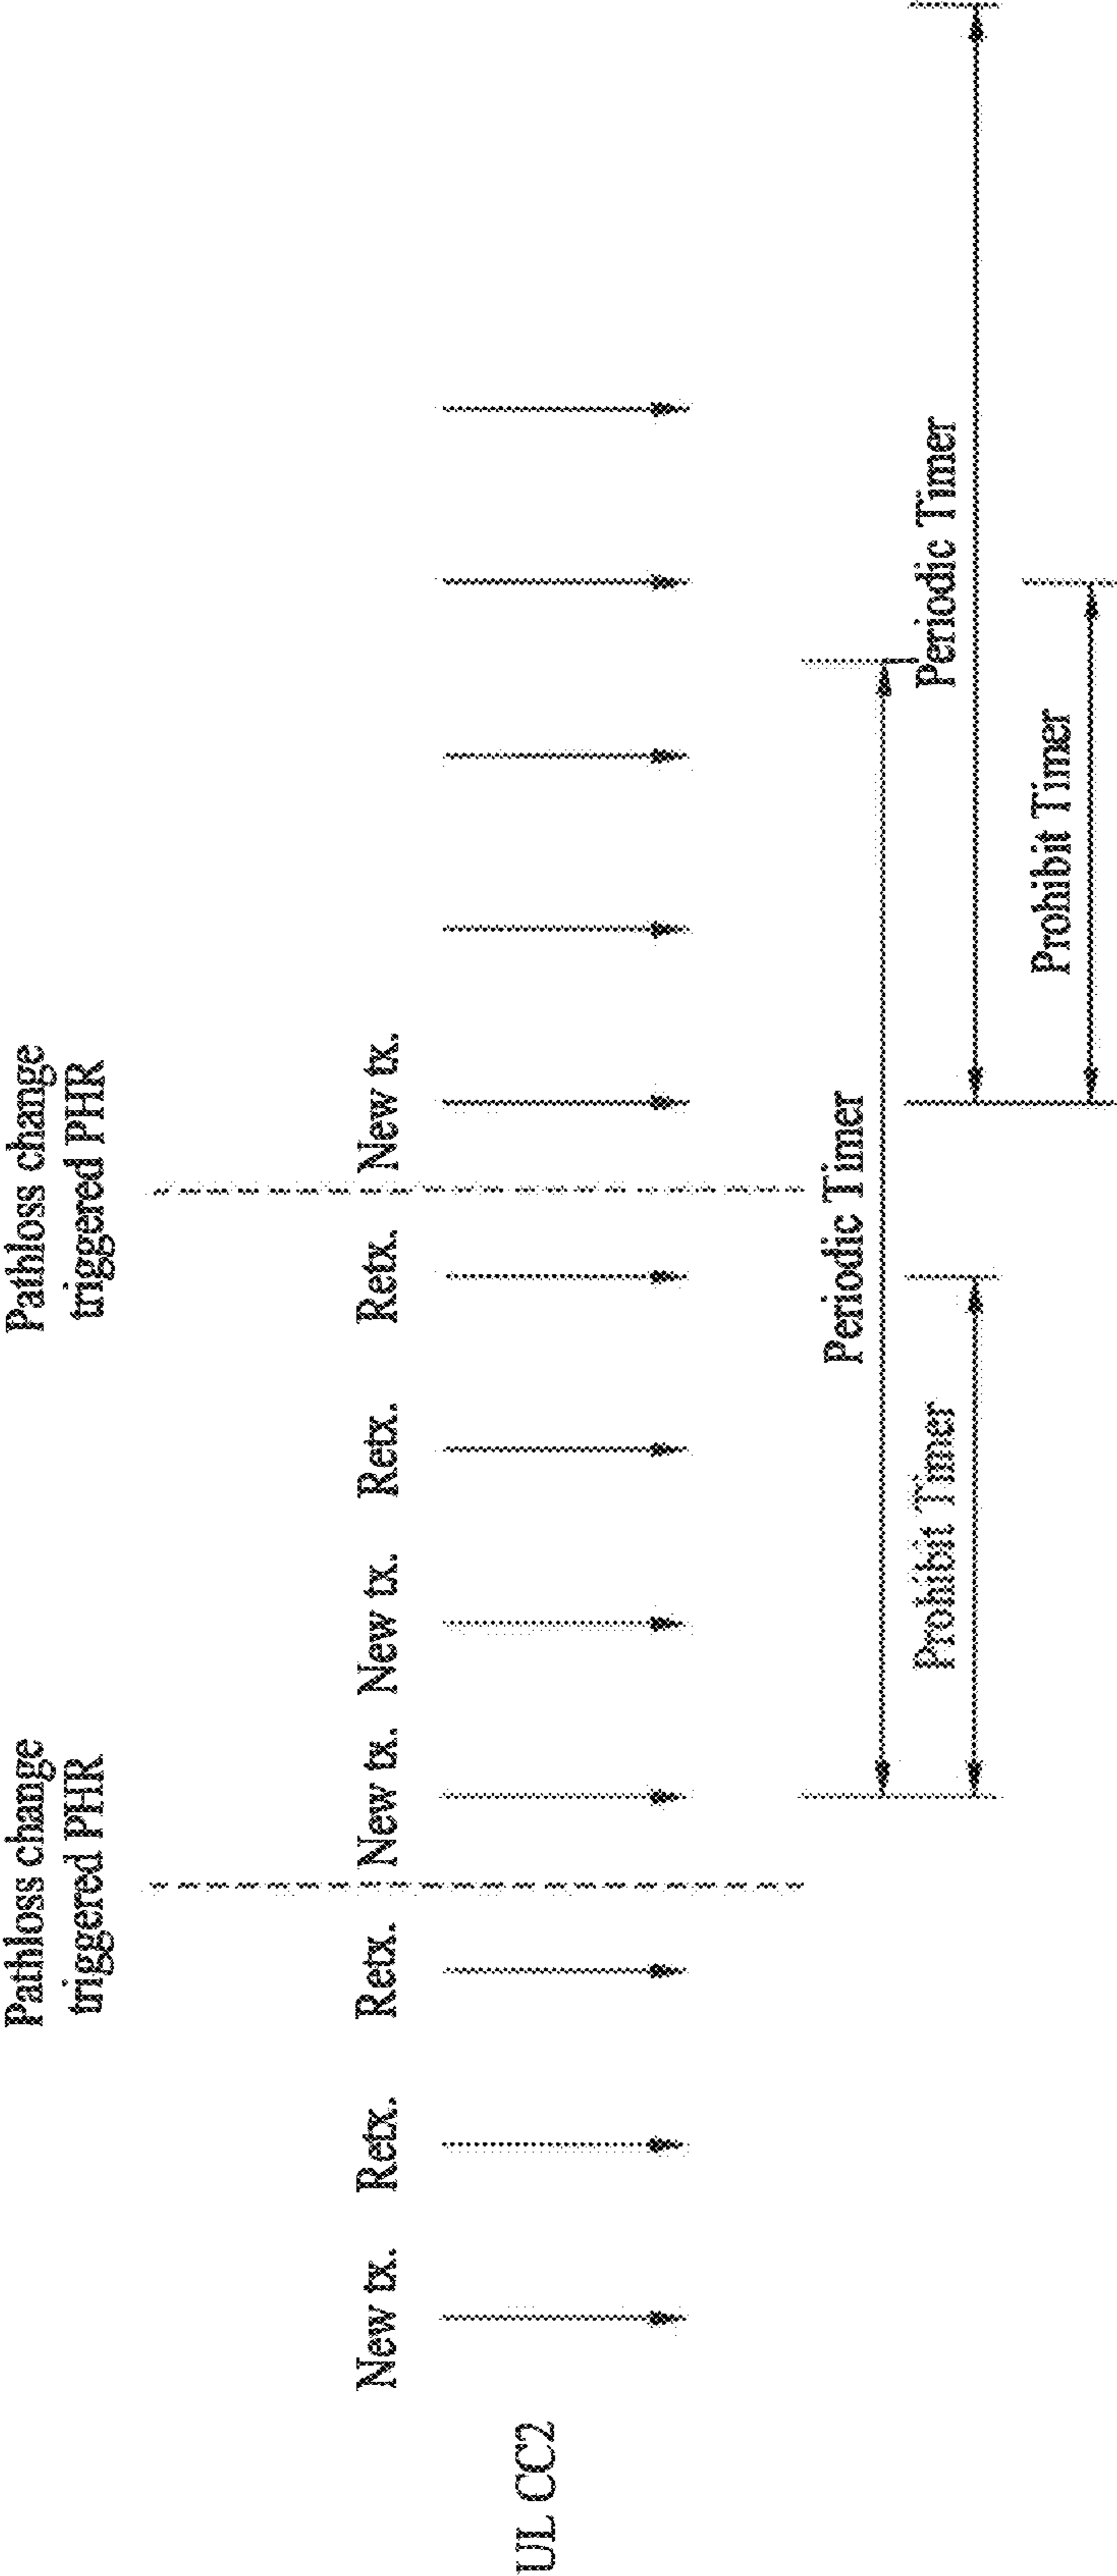 Pathloss change
triggered PHR
Pathloss change
triggered PHR
New tx. Retx. Retx. New tx. New tx. Retx. Retx. New tx.
UL CC2
Periodic Timer
Prohibit Timer
Periodic Timer
Prohibit Timer